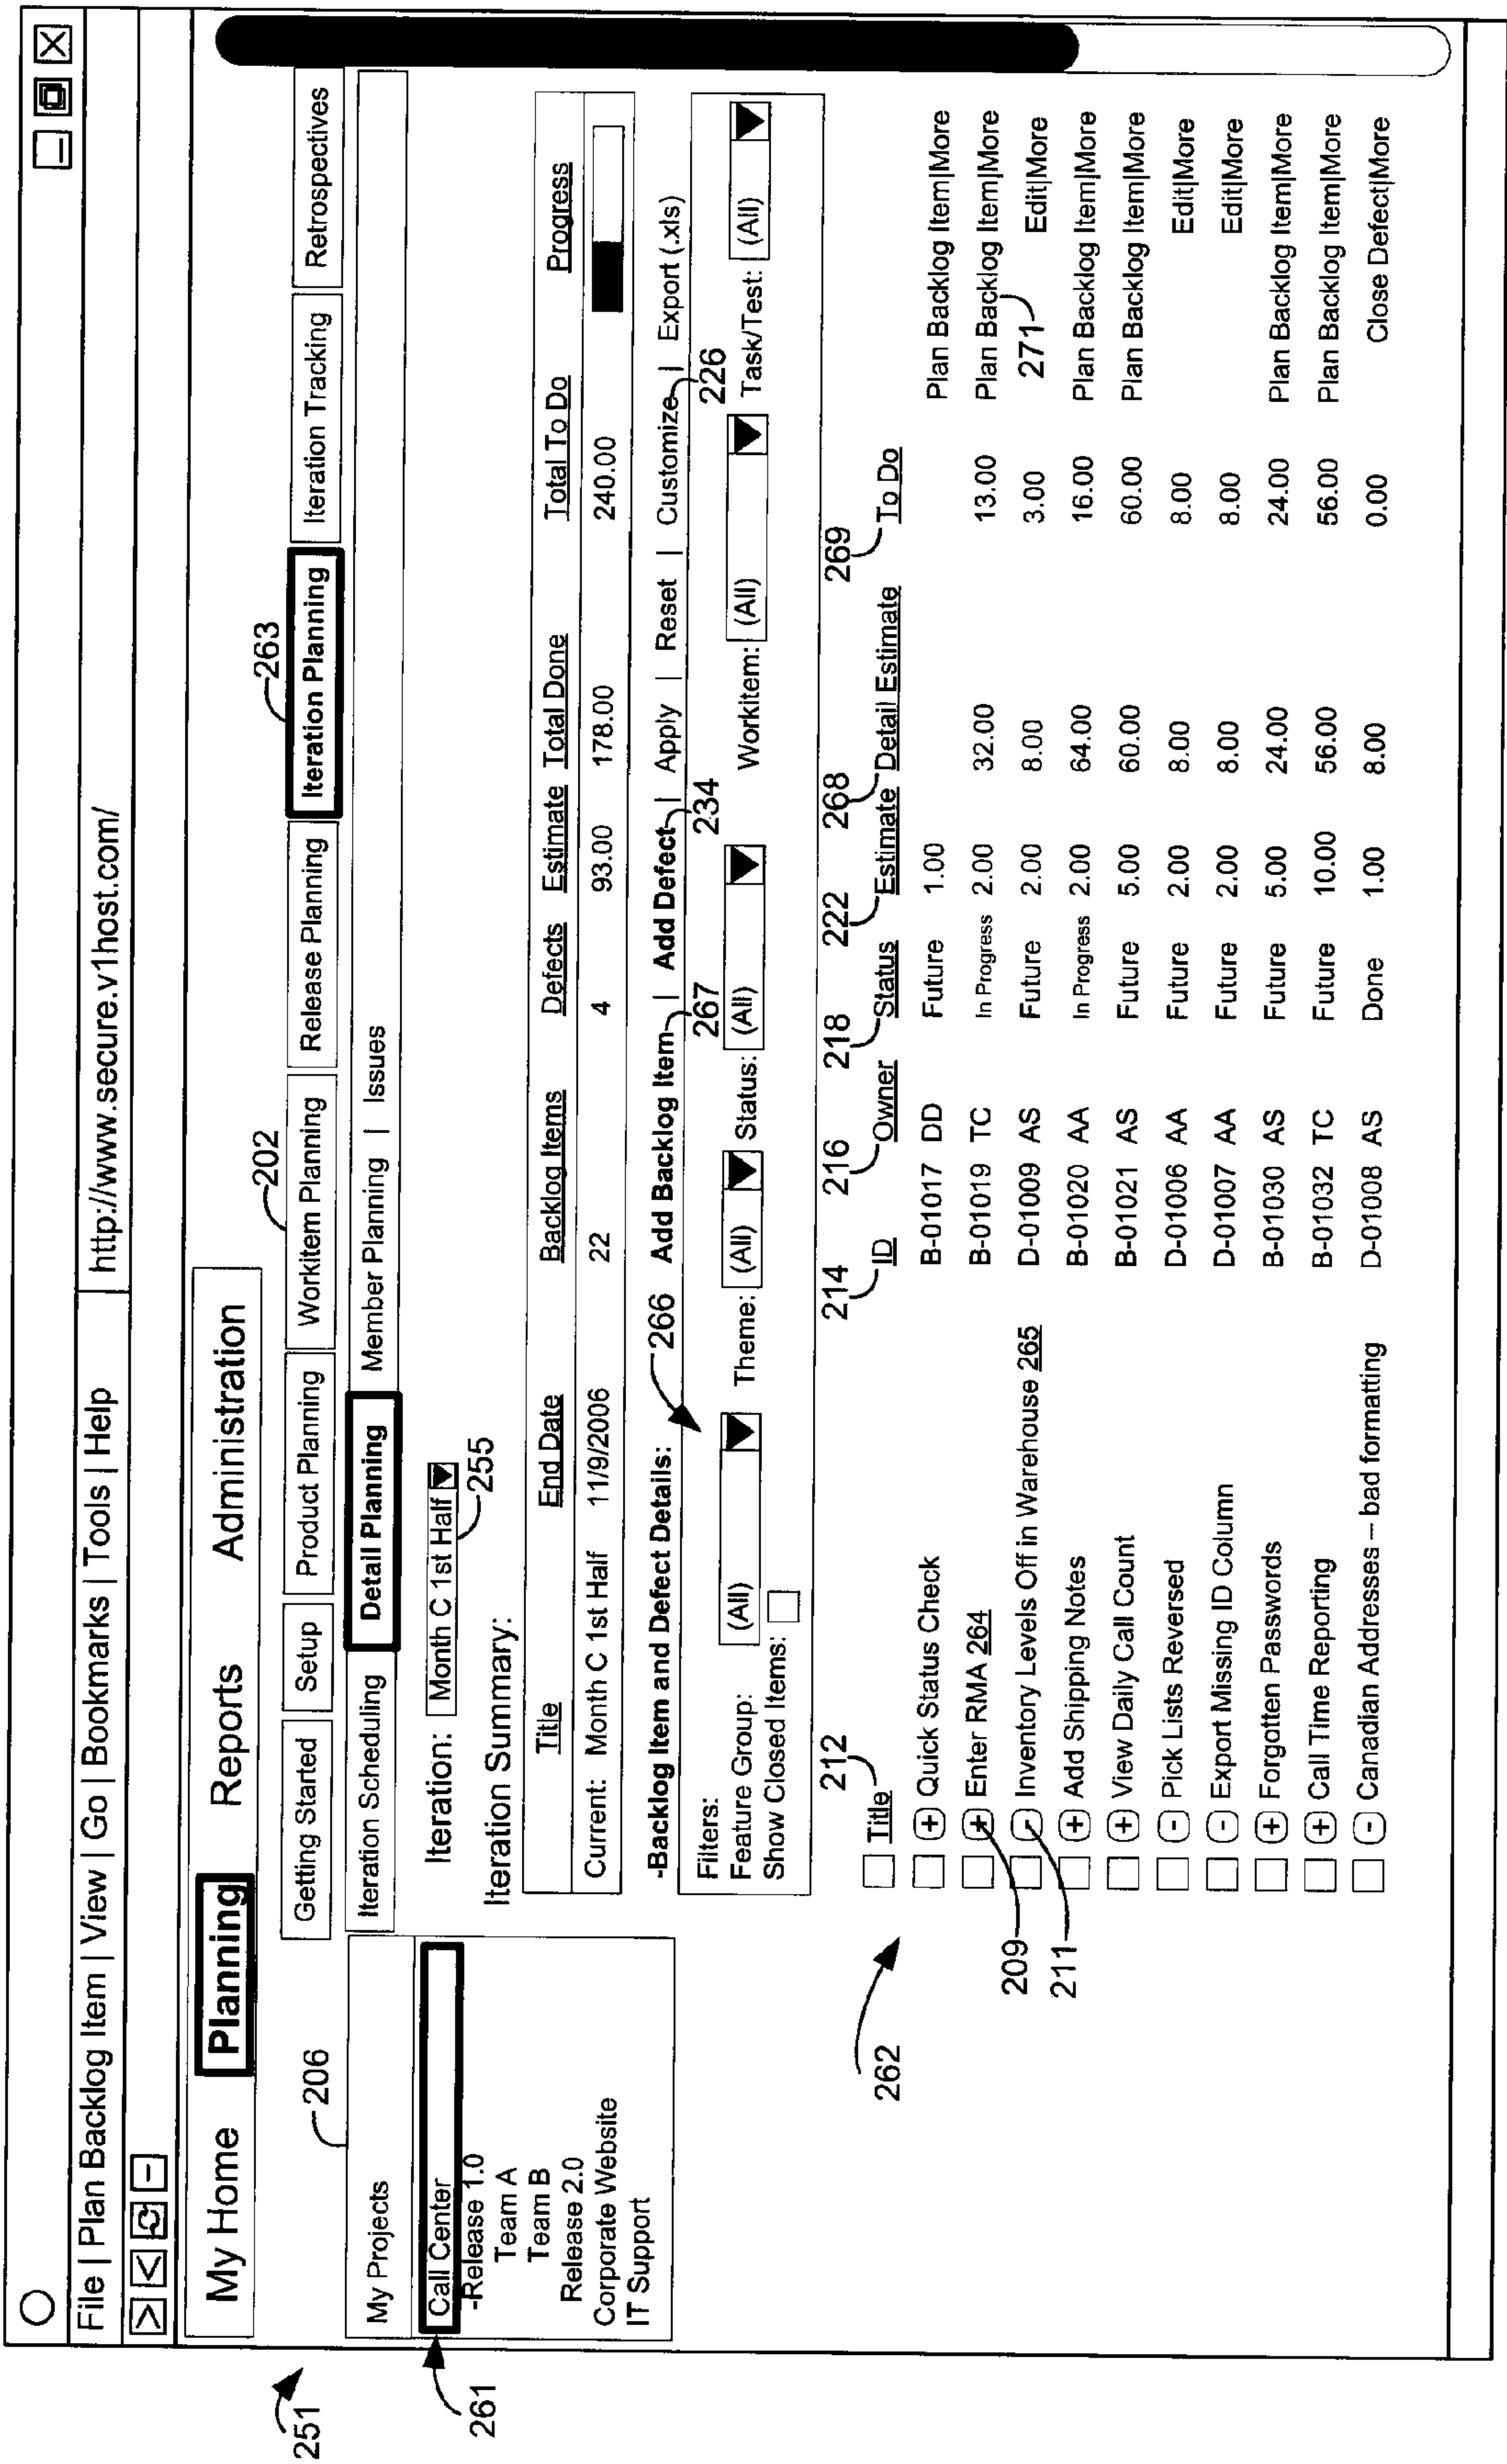 File | Plan Backlog Item | View | Go | Bookmarks | Tools | Help
http://www.secure.v1host.com/
My Home Planning Reports Administration
251
206
202
263
Getting Started Setup Product Planning Workitem Planning Release Planning Iteration Planning Iteration Tracking Retrospectives
My Projects
Iteration Scheduling Detail Planning Member Planning | Issues
261
Call Center
-Release 1.0
Team A
Team B
Release 2.0
Corporate Website
IT Support
Iteration: Month C 1st Half
255
Iteration Summary:
Title End Date Backlog Items Defects Estimate Total Done Total To Do Progress
Current: Month C 1st Half 11/9/2006 22 4 93.00 178.00 240.00
-Backlog Item and Defect Details: 266 Add Backlog Item | Add Defect | Apply | Reset | Customize | Export (.xls)
267 234 226
Filters:
Feature Group: (All) Theme: (All) Status: (All) Workitem: (All) Task/Test: (All)
Show Closed Items:
212 214 216 218 222 268 269
Title ID Owner Status Estimate Detail Estimate To Do
262
+ Quick Status Check B-01017 DD Future 1.00 Plan Backlog Item|More
+ Enter RMA 264 B-01019 TC In Progress 2.00 32.00 13.00 Plan Backlog Item|More
209
- Inventory Levels Off in Warehouse 265 D-01009 AS Future 2.00 8.00 3.00 271 Edit|More
211
+ Add Shipping Notes B-01020 AA In Progress 2.00 64.00 16.00 Plan Backlog Item|More
+ View Daily Call Count B-01021 AS Future 5.00 60.00 60.00 Plan Backlog Item|More
- Pick Lists Reversed D-01006 AA Future 2.00 8.00 8.00 Edit|More
- Export Missing ID Column D-01007 AA Future 2.00 8.00 8.00 Edit|More
+ Forgotten Passwords B-01030 AS Future 5.00 24.00 24.00 Plan Backlog Item|More
+ Call Time Reporting B-01032 TC Future 10.00 56.00 56.00 Plan Backlog Item|More
- Canadian Addresses -- bad formatting D-01008 AS Done 1.00 8.00 0.00 Close Defect|More